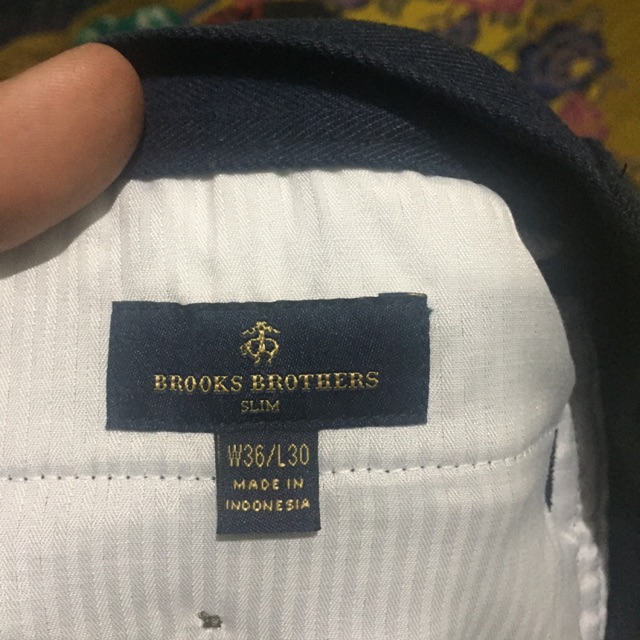 BROOKS BROTHERS
SLIM
W36/L30
MADE IN
INDONESIA